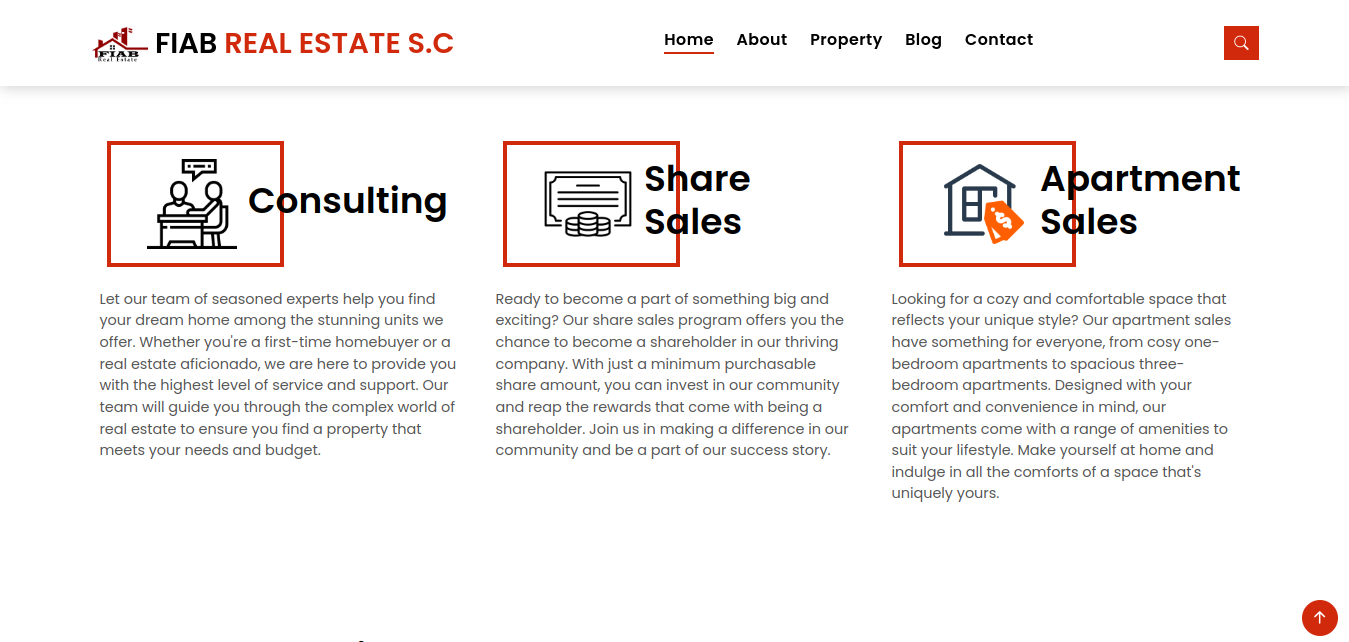 FIAB
Real Estate
FIAB REAL ESTATE S.C
Home About Property Blog Contact
Consulting
Let our team of seasoned experts help you find
your dream home among the stunning units we
offer. Whether you're a first-time homebuyer or a
real estate aficionado, we are here to provide you
with the highest level of service and support. Our
team will guide you through the complex world of
real estate to ensure you find a property that
meets your needs and budget.
Share
Sales
Ready to become a part of something big and
exciting? Our share sales program offers you the
chance to become a shareholder in our thriving
company. With just a minimum purchasable
share amount, you can invest in our community
and reap the rewards that come with being a
shareholder. Join us in making a difference in our
community and be a part of our success story.
Apartment
Sales
Looking for a cozy and comfortable space that
reflects your unique style? Our apartment sales
have something for everyone, from cosy one-
bedroom apartments to spacious three-
bedroom apartments. Designed with your
comfort and convenience in mind, our
apartments come with a range of amenities to
suit your lifestyle. Make yourself at home and
indulge in all the comforts of a space that's
uniquely yours.